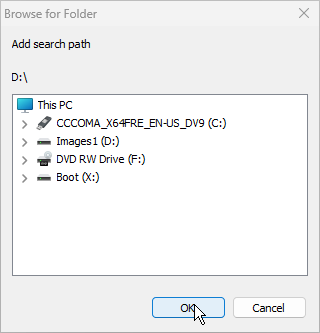 Browse for Folder
Add search path
D:\
This PC
CCCOMA_X64FRE_EN-US_DV9 (C:)
Images1 (D:)
DVD RW Drive (F:)
Boot (X:)
OK
Cancel